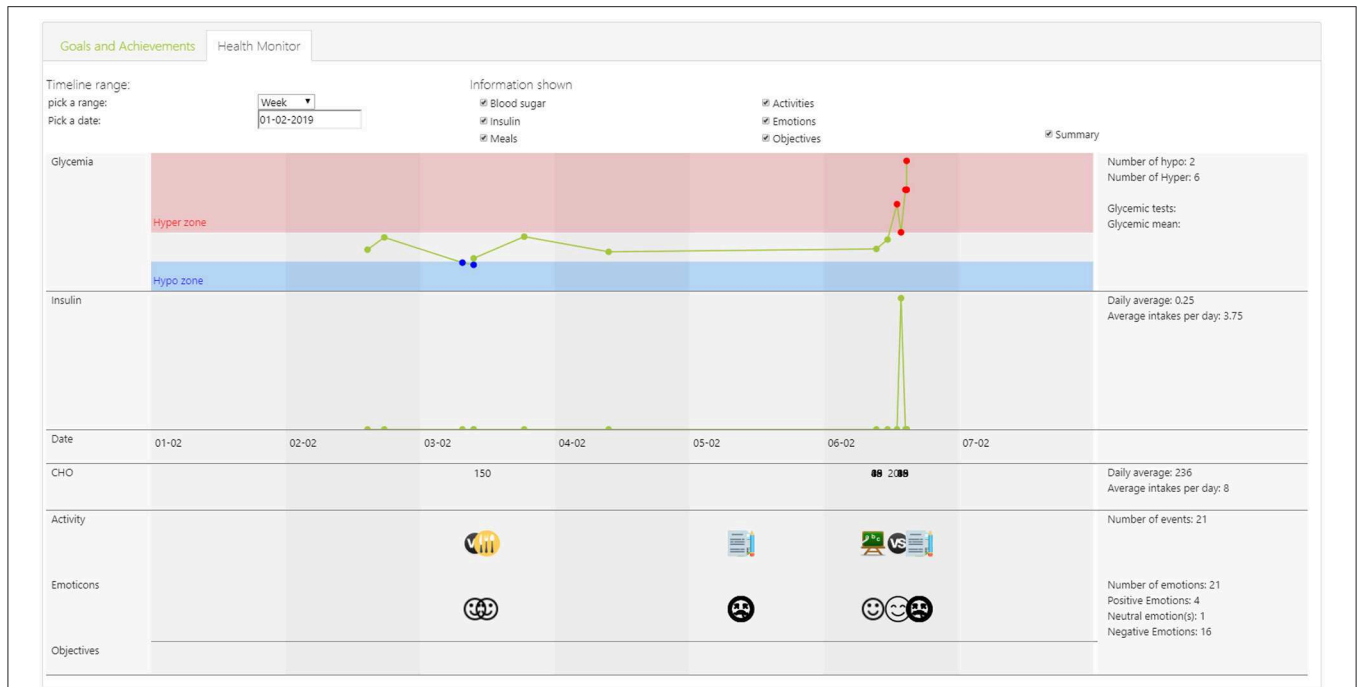 Goals and Achievements Health Monitor
Timeline range: Information shown
pick a range: Week Blood sugar Activities
Pick a date: 01-02-2019 Insulin Emotions
Meals Objectives Summary
Glycemia
Number of hypo: 2
Number of Hyper: 6
Glycemic tests:
Hyper zone
Glycemic mean:
Hypo zone
Insulin
Daily average: 0.25
Average intakes per day: 3.75
Date 01-02 02-02 03-02 04-02 05-02 06-02 07-02
CHO 150
Daily average: 236
Average intakes per day: 8
Activity
Number of events: 21
VS
Emoticons
Number of emotions: 21
Positive Emotions: 4
Neutral emotion(s): 1
Negative Emotions: 16
Objectives